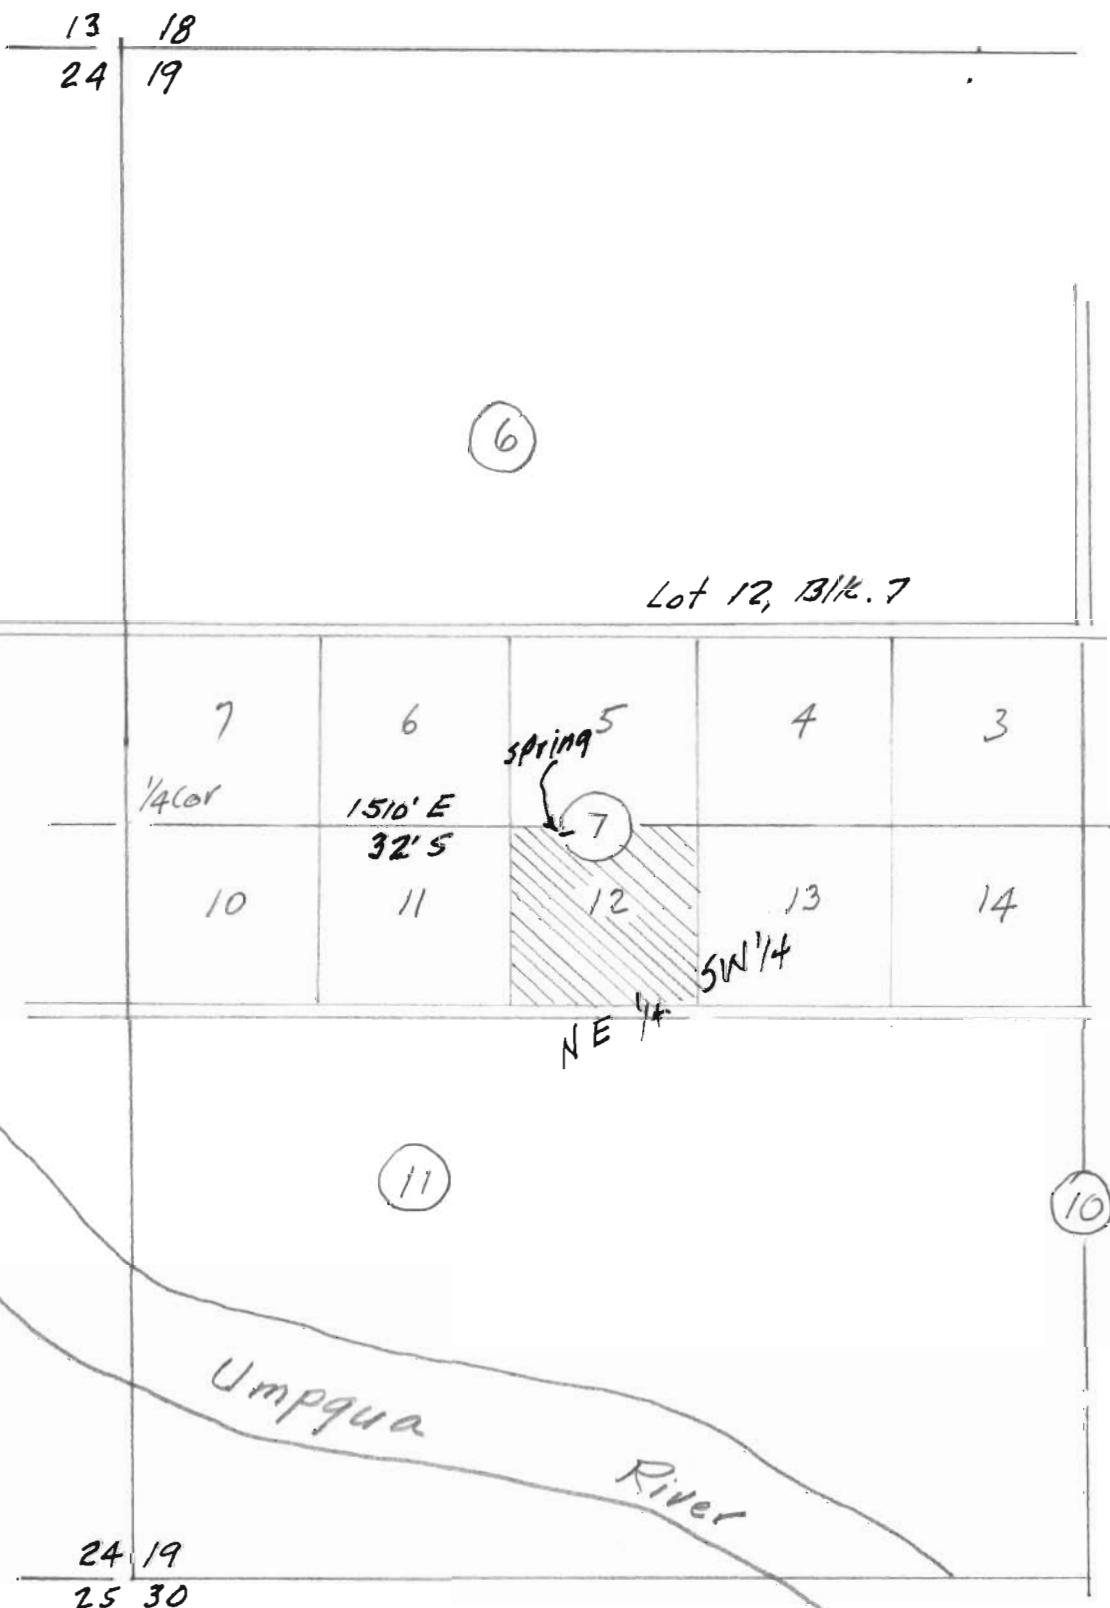 13 18
24 19
6
Lot 12, Blk. 7
7 6 5 4 3
spring
1/4 Cor
1510' E
32' S
7
10 11 12 13 14
SW 1/4
NE 1/4
11
10
Umpqua
River
24 19
25 30